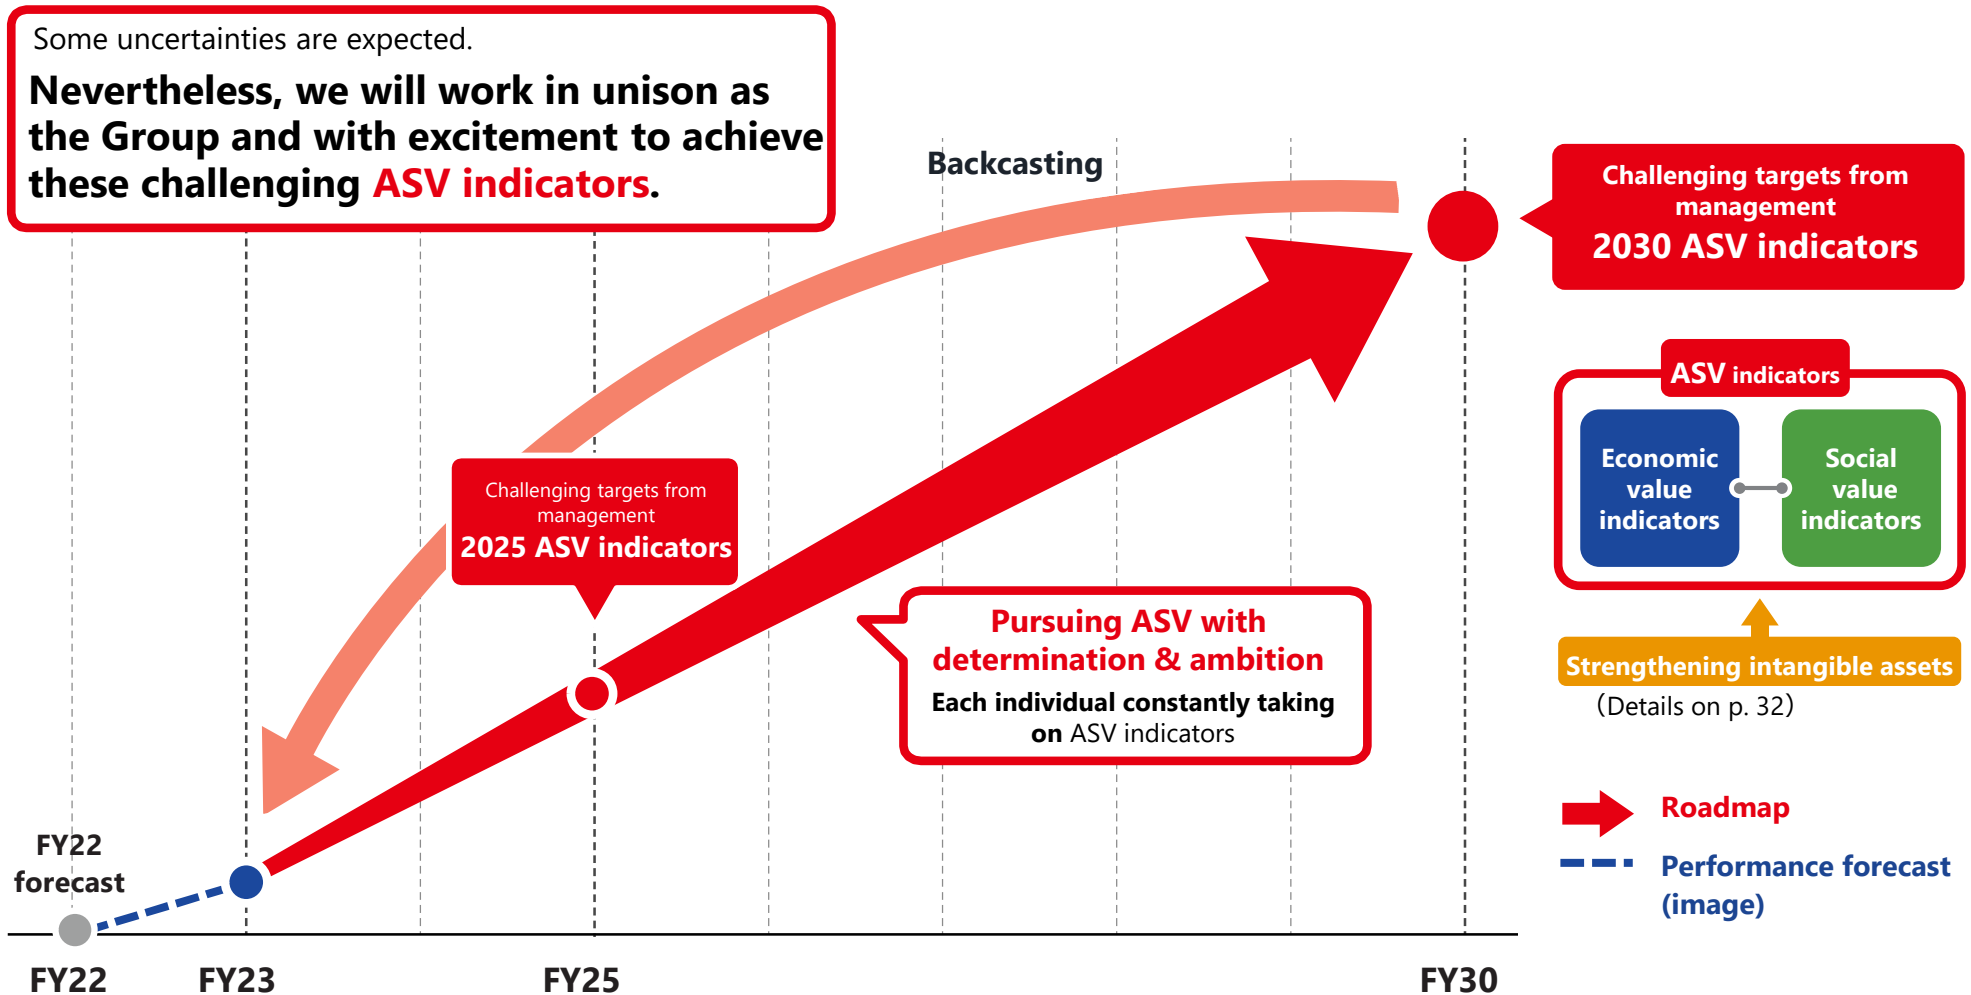 Some uncertainties are expected.
Nevertheless, we will work in unison as
the Group and with excitement to achieve
these challenging ASV indicators.
Backcasting
Challenging targets from
management
2030 ASV indicators
ASV indicators
Economic
value
indicators
Social
value
indicators
Strengthening intangible assets
（Details on p. 32）
Challenging targets from
management
2025 ASV indicators
Pursuing ASV with
determination & ambition
Each individual constantly taking
on ASV indicators
Roadmap
Performance forecast
(image)
FY22
forecast
FY22
FY23
FY25
FY30